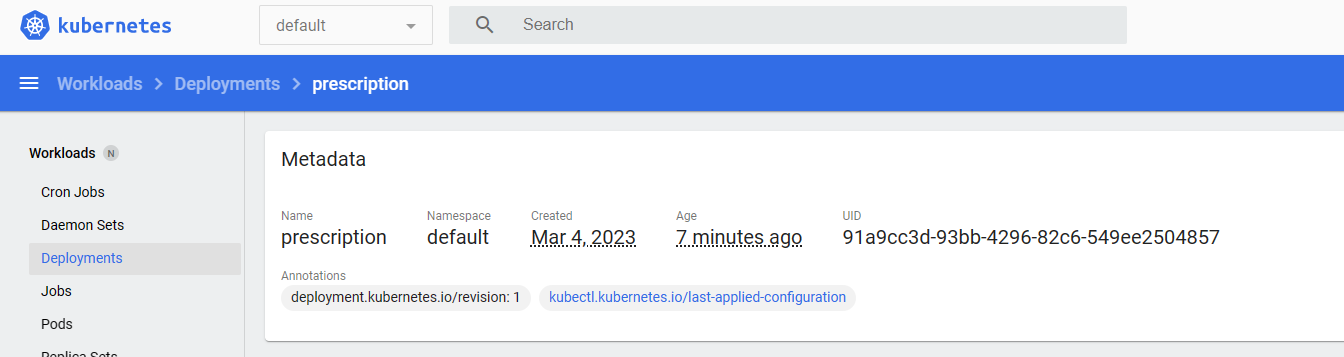 kubernetes
default
Search
Workloads > Deployments > prescription
Workloads N
Cron Jobs
Daemon Sets
Deployments
Jobs
Pods
Replica Sets
Metadata
Name Namespace Created Age UID
prescription default Mar 4, 2023 7 minutes ago 91a9cc3d-93bb-4296-82c6-549ee2504857
Annotations
deployment.kubernetes.io/revision: 1 kubectl.kubernetes.io/last-applied-configuration